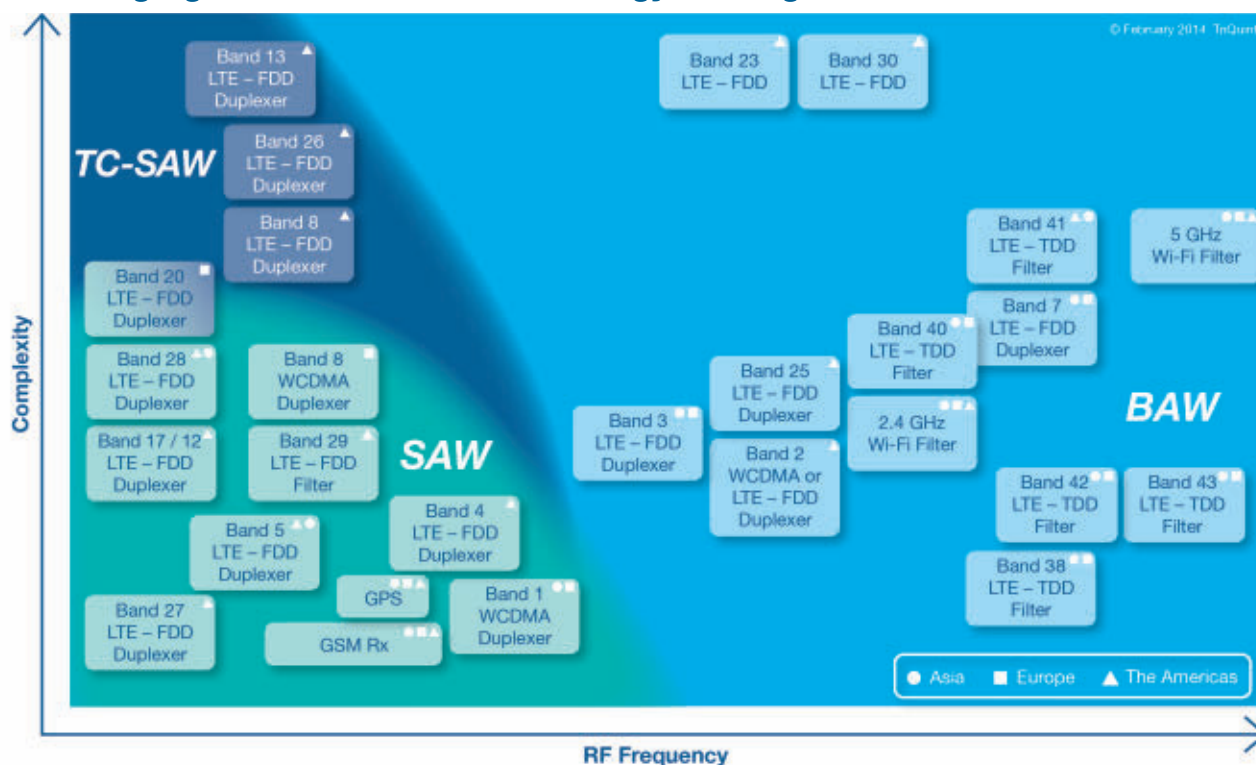 © February 2014 TriQuint
Complexity
RF Frequency
TC-SAW
SAW
BAW
Band 13
LTE – FDD
Duplexer
Band 26
LTE – FDD
Duplexer
Band 8
LTE – FDD
Duplexer
Band 20
LTE – FDD
Duplexer
Band 28
LTE – FDD
Duplexer
Band 8
WCDMA
Duplexer
Band 17 / 12
LTE – FDD
Duplexer
Band 29
LTE – FDD
Filter
Band 5
LTE – FDD
Duplexer
Band 4
LTE – FDD
Duplexer
GPS
Band 1
WCDMA
Duplexer
Band 27
LTE – FDD
Duplexer
GSM Rx
Band 23
LTE – FDD
Band 30
LTE – FDD
Band 41
LTE – TDD
Filter
5 GHz
Wi-Fi Filter
Band 7
LTE – FDD
Duplexer
Band 40
LTE – TDD
Filter
Band 25
LTE – FDD
Duplexer
2.4 GHz
Wi-Fi Filter
Band 3
LTE – FDD
Duplexer
Band 2
WCDMA or
LTE – FDD
Duplexer
Band 42
LTE – TDD
Filter
Band 43
LTE – TDD
Filter
Band 38
LTE – TDD
Filter
Asia
Europe
The Americas